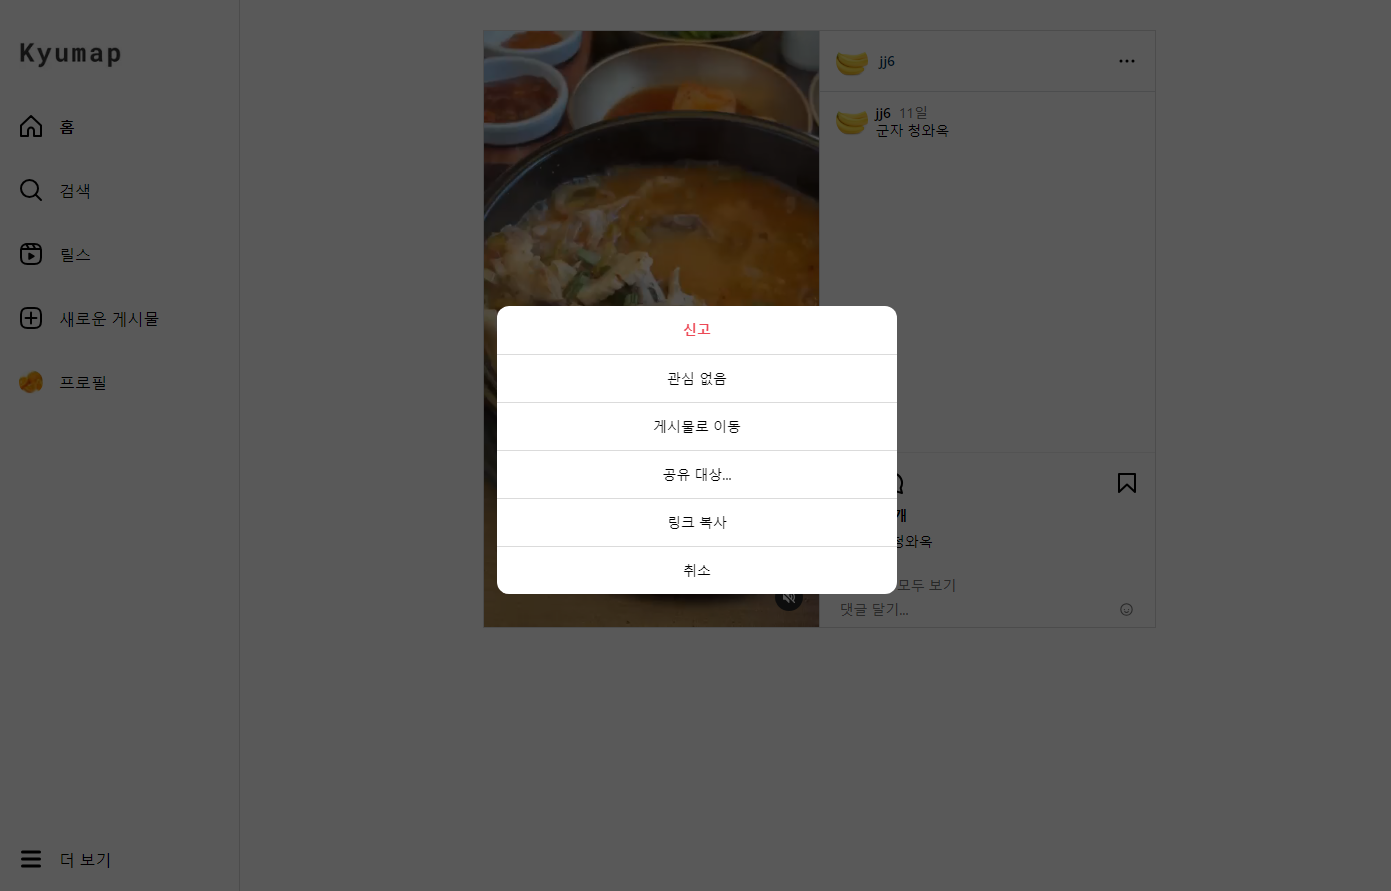 Kyumap
홈
검색
릴스
새로운 게시물
프로필
더 보기
jj6
jj6 11일
군자 청와옥
신고
관심 없음
게시물로 이동
공유 대상...
링크 복사
취소
개
청와옥
모두 보기
댓글 달기...